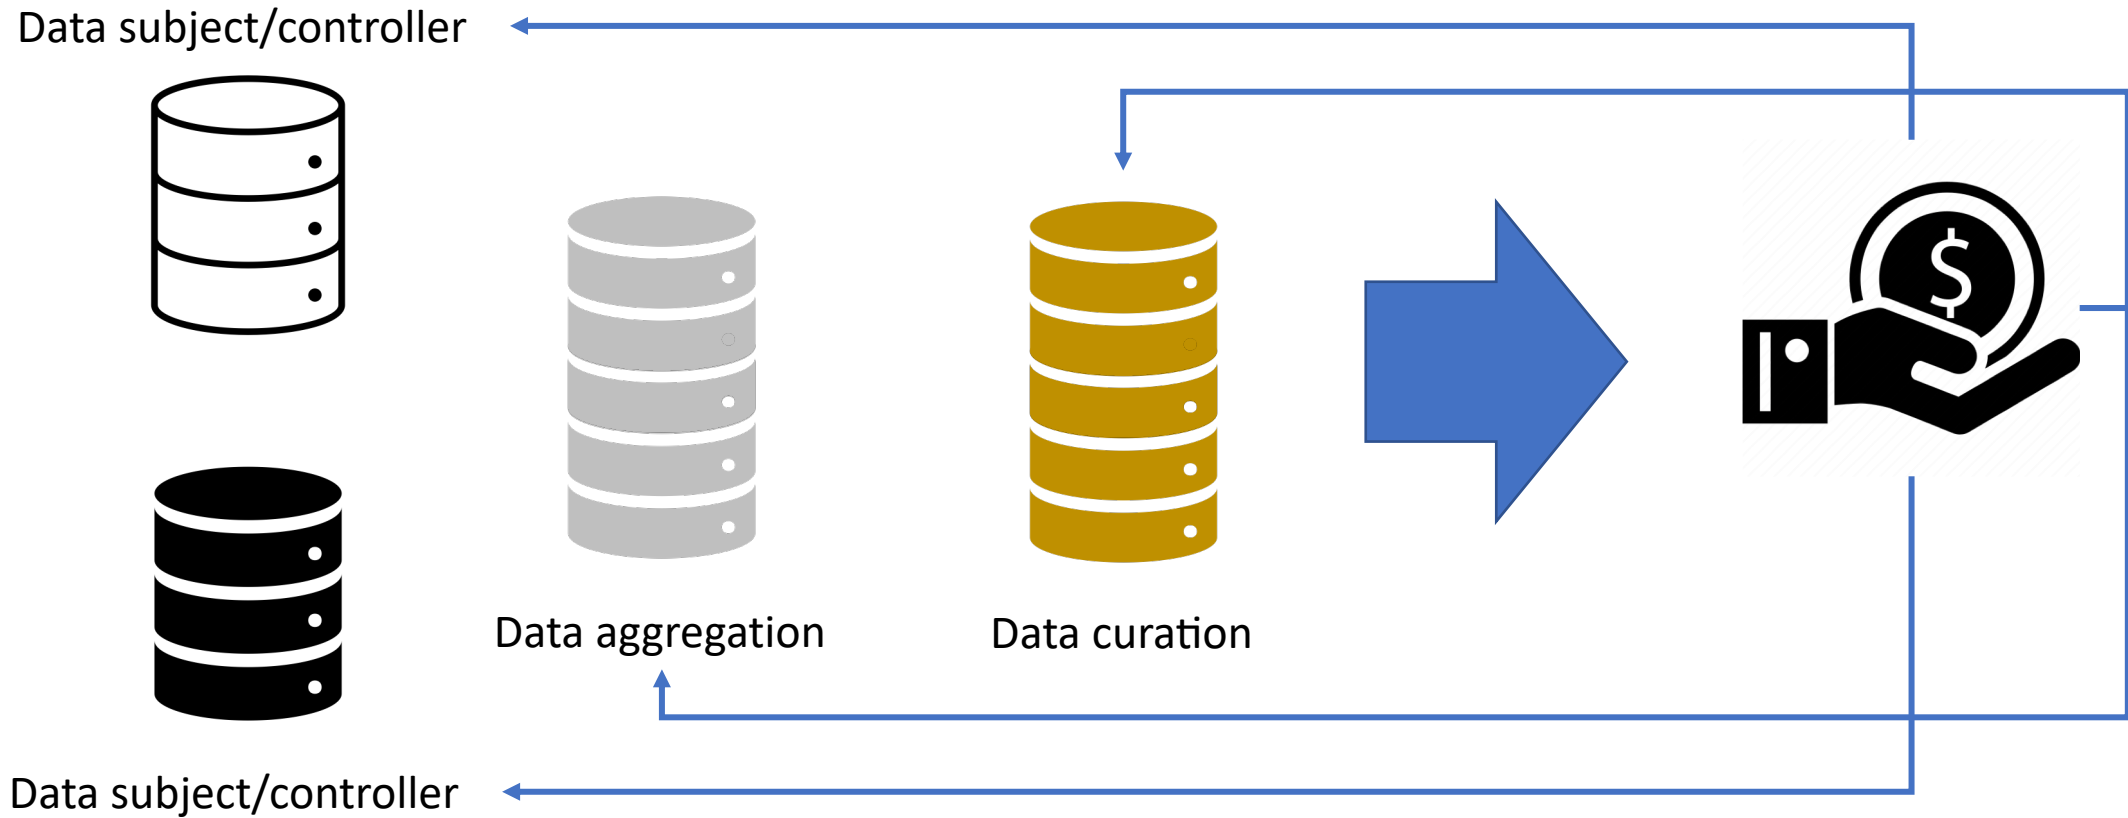 Data subject/controller
$
Data aggregation
Data curation
Data subject/controller